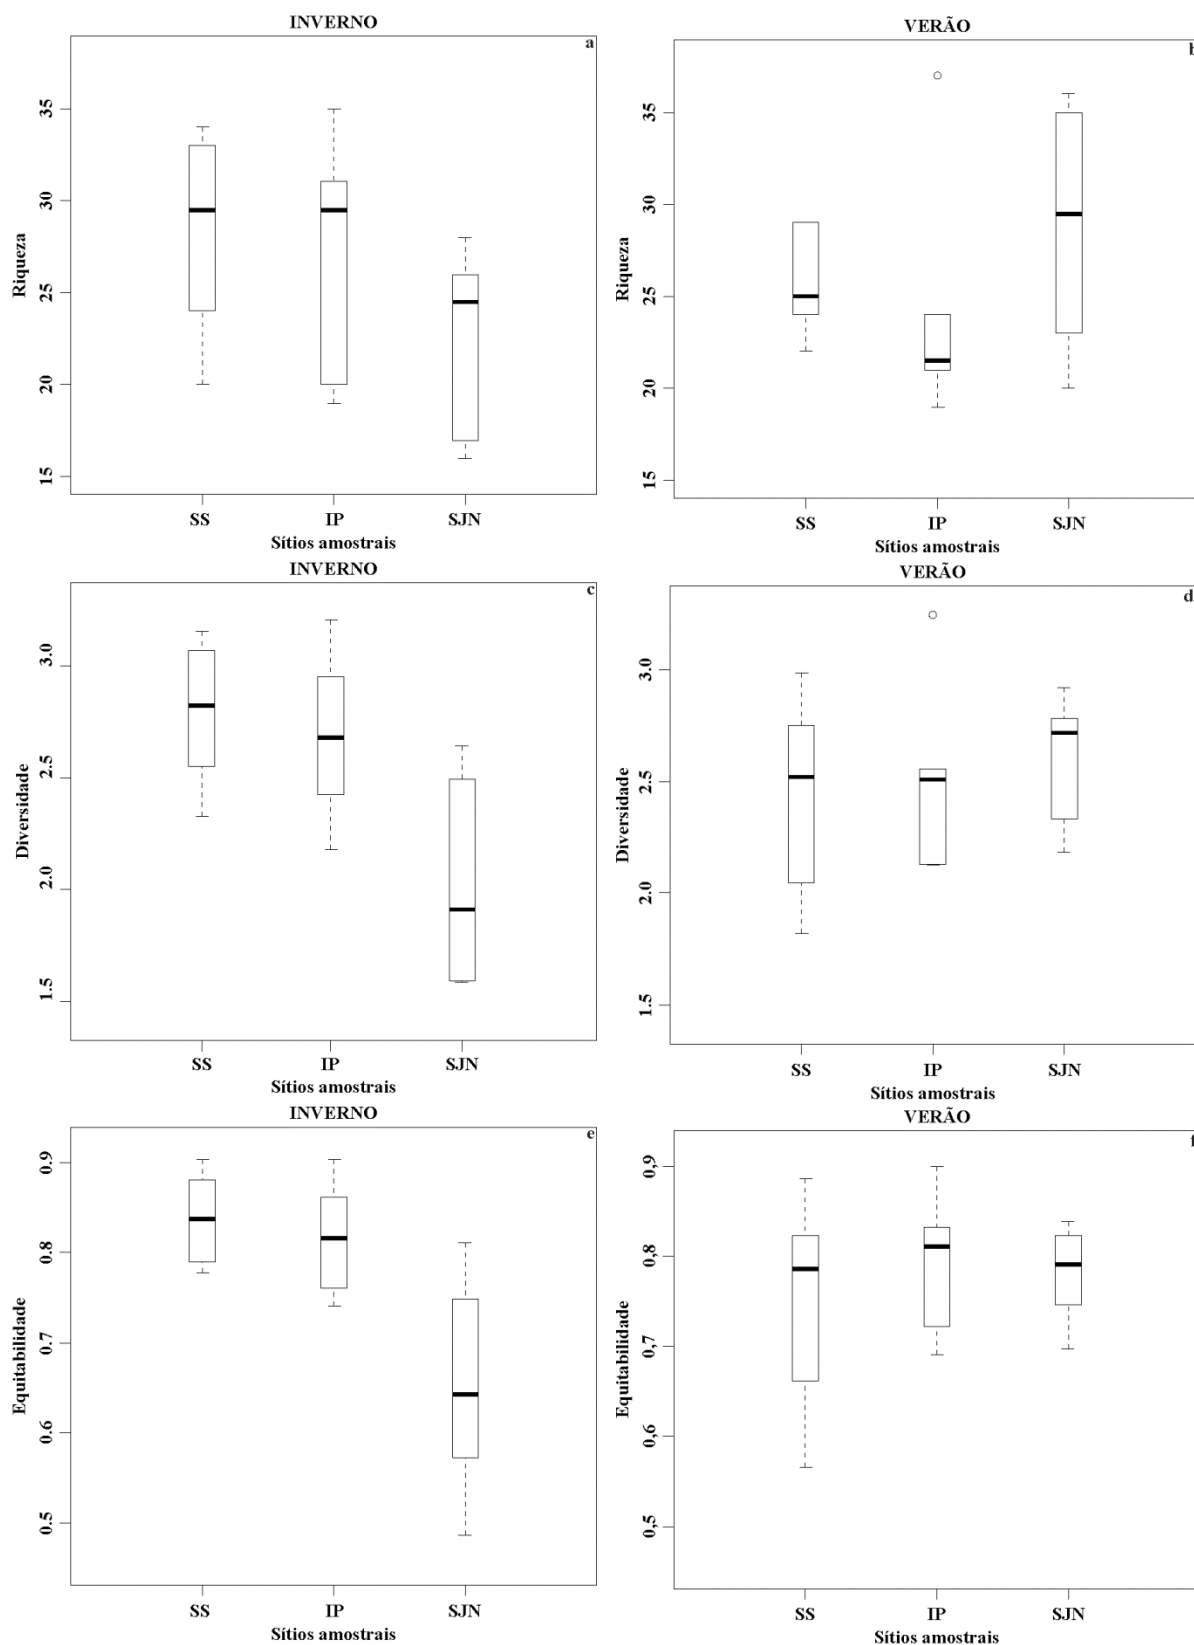 INVERNO
a
Riqueza
35
30
25
20
15
SS IP SJN
Sítios amostrais
VERÃO
b
Riqueza
35
30
25
20
15
SS IP SJN
Sítios amostrais
INVERNO
c
Diversidade
3.0
2.5
2.0
1.5
SS IP SJN
Sítios amostrais
VERÃO
d
Diversidade
3.0
2.5
2.0
1.5
SS IP SJN
Sítios amostrais
INVERNO
e
Equitabilidade
0.9
0.8
0.7
0.6
0.5
SS IP SJN
Sítios amostrais
VERÃO
f
Equitabilidade
0,9
0,8
0,7
0,6
0,5
SS IP SJN
Sítios amostrais